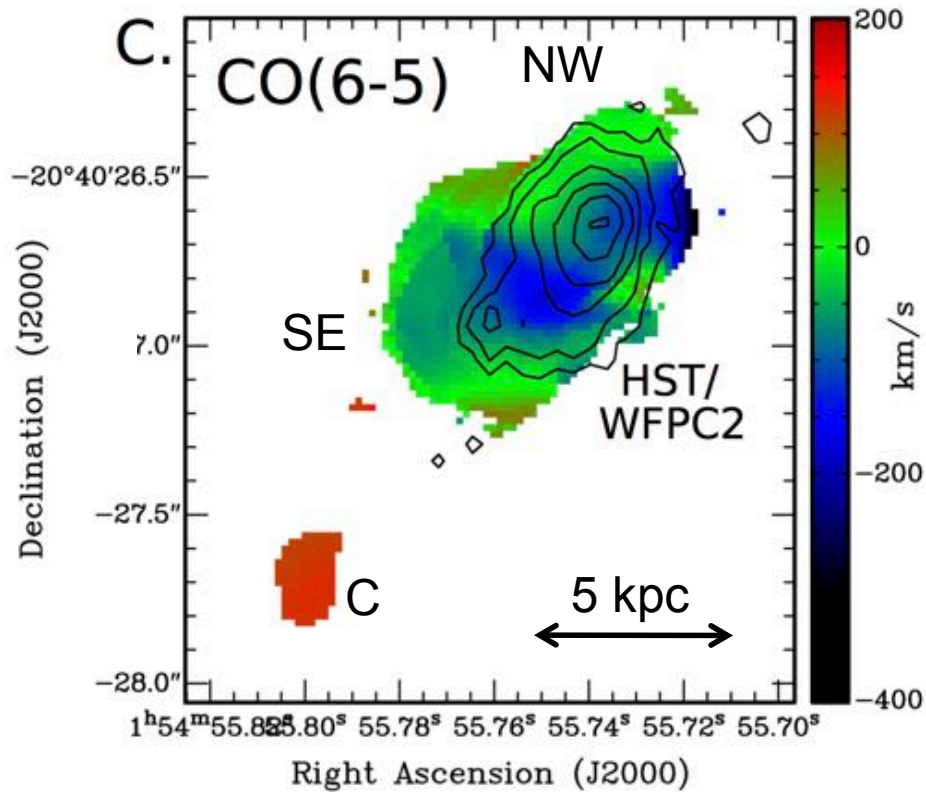 C.
CO(6-5)
NW
SE
HST/
WFPC2
C
5 kpc
−20°40′26.5″
7.0″
−27.5″
−28.0″
Declination (J2000)
1ʰ54ᵐ55.82ˢ 55.80ˢ 55.78ˢ 55.76ˢ 55.74ˢ 55.72ˢ 55.70ˢ
Right Ascension (J2000)
200
0
−200
−400
km/s